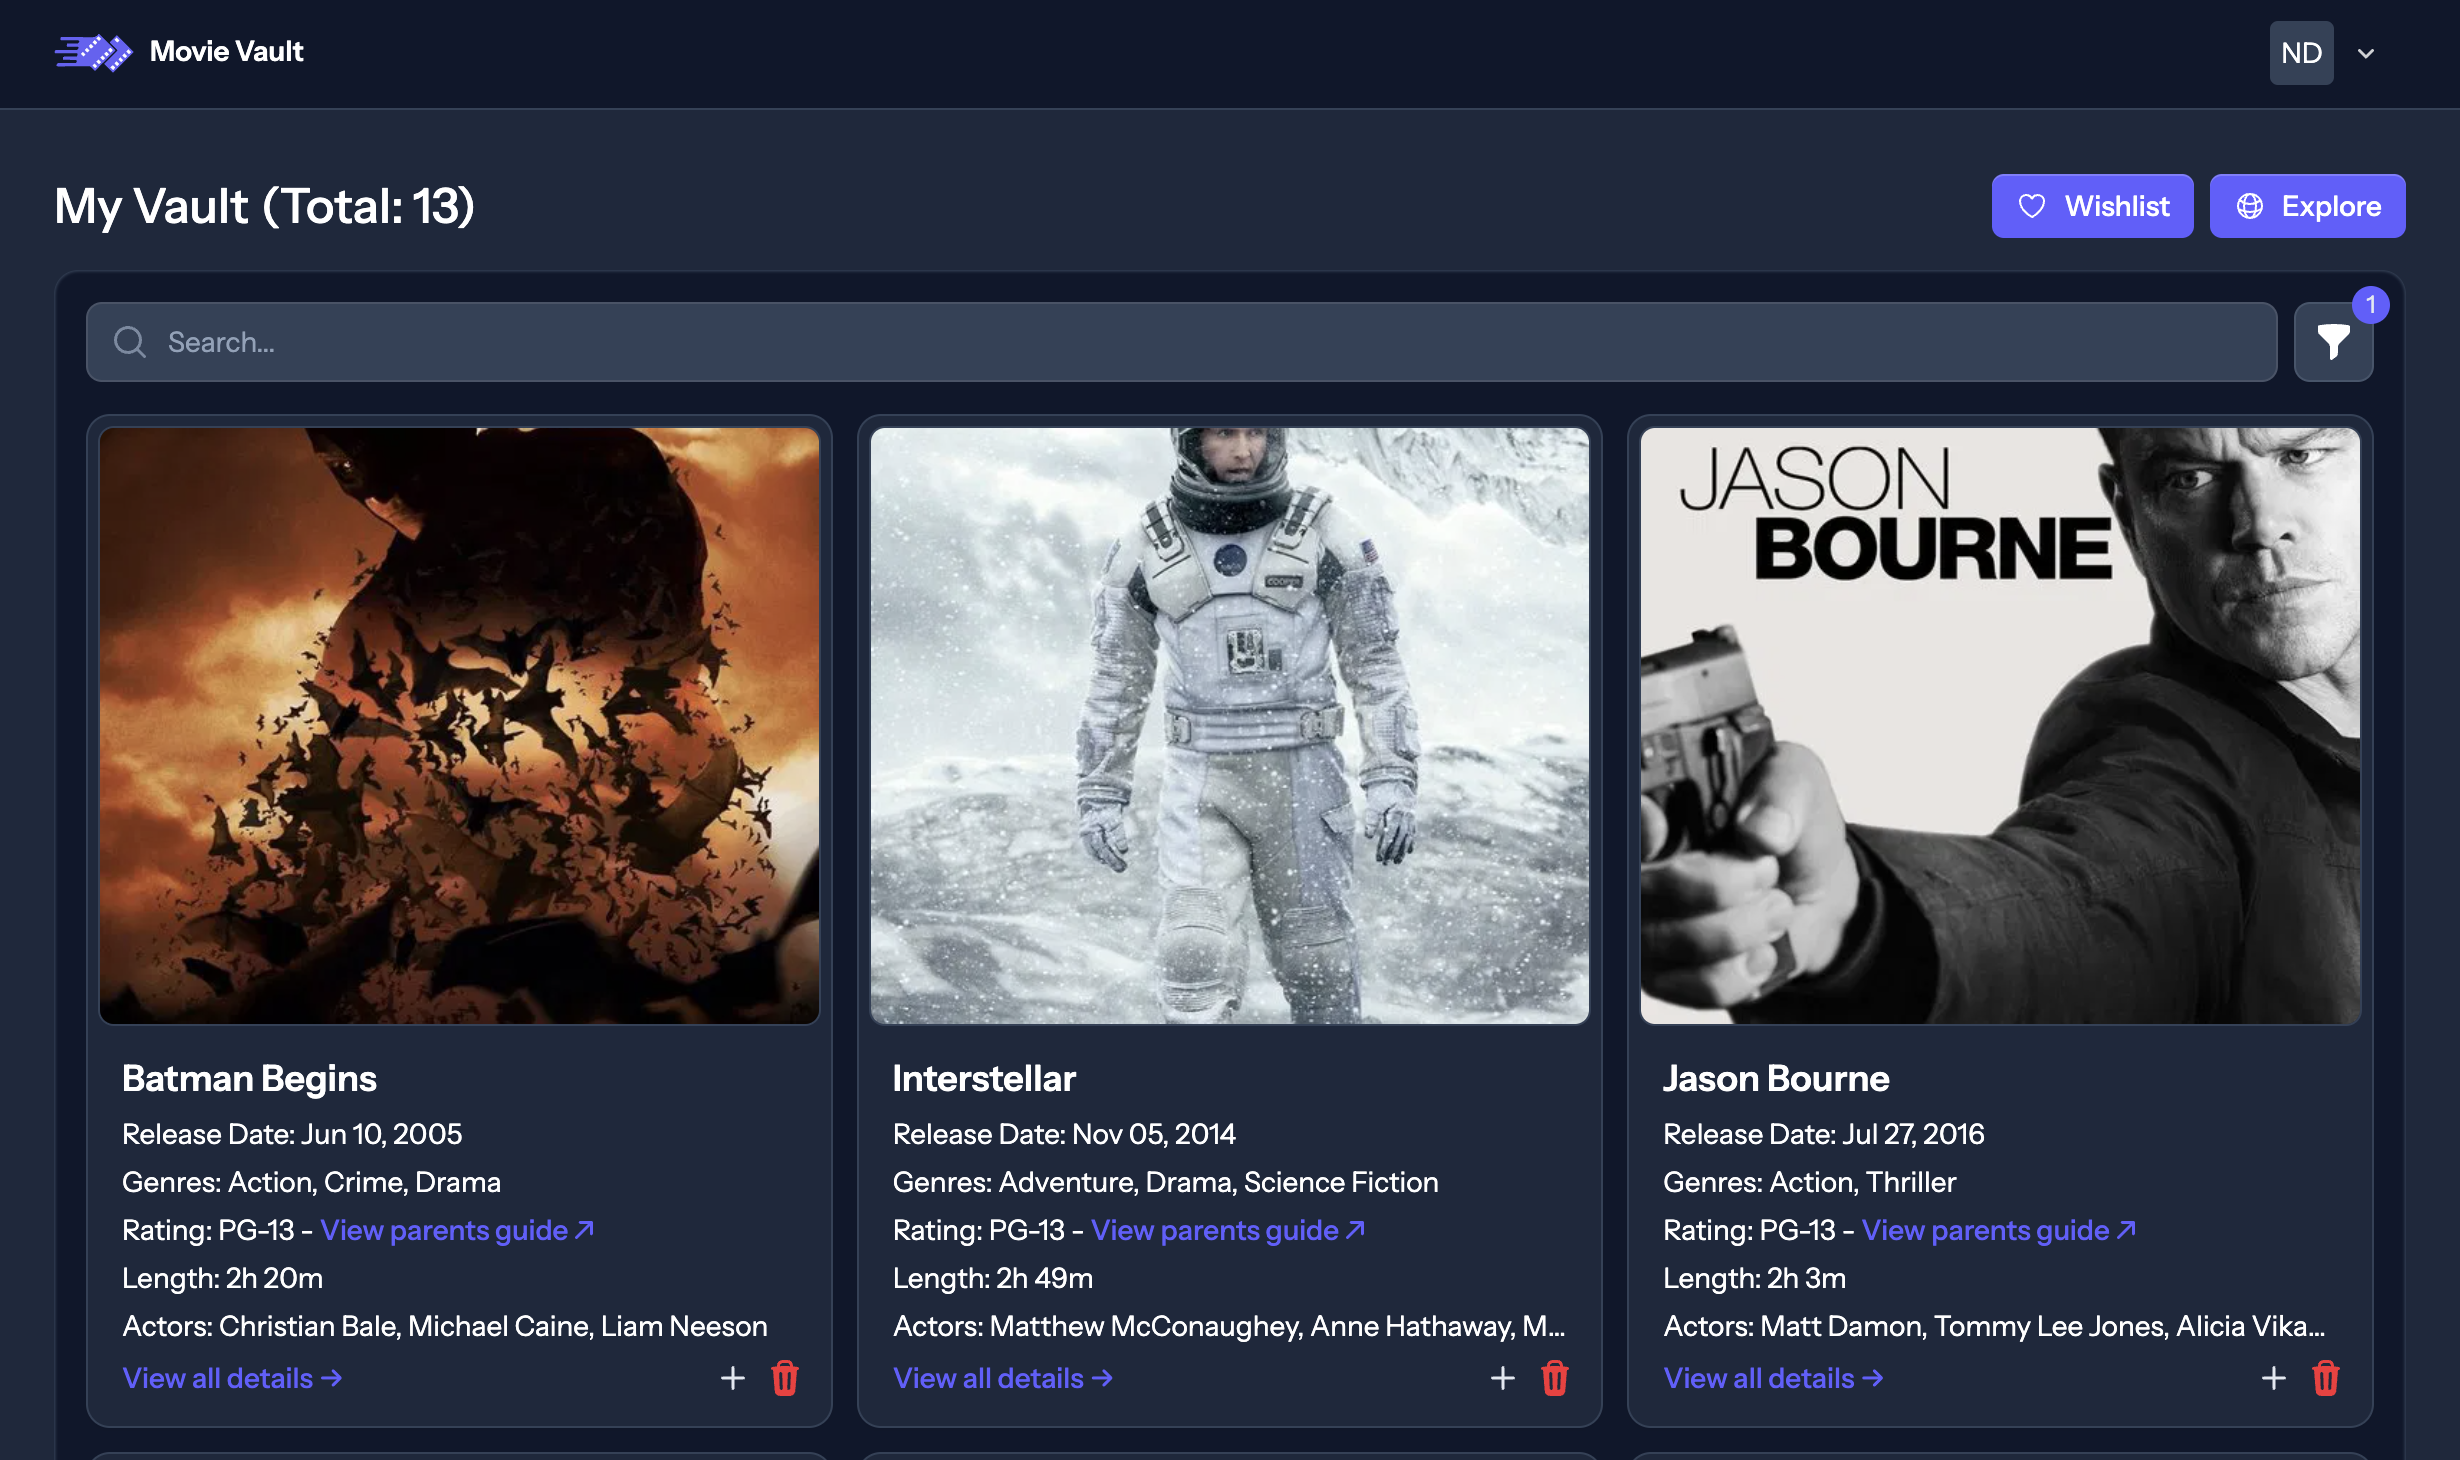 Movie Vault
ND
My Vault (Total: 13)
Wishlist
Explore
Search...
1
JASON
BOURNE
COOPER
Batman Begins
Release Date: Jun 10, 2005
Genres: Action, Crime, Drama
Rating: PG-13 - View parents guide ↗
Length: 2h 20m
Actors: Christian Bale, Michael Caine, Liam Neeson
View all details →
Interstellar
Release Date: Nov 05, 2014
Genres: Adventure, Drama, Science Fiction
Rating: PG-13 - View parents guide ↗
Length: 2h 49m
Actors: Matthew McConaughey, Anne Hathaway, M...
View all details →
Jason Bourne
Release Date: Jul 27, 2016
Genres: Action, Thriller
Rating: PG-13 - View parents guide ↗
Length: 2h 3m
Actors: Matt Damon, Tommy Lee Jones, Alicia Vika...
View all details →